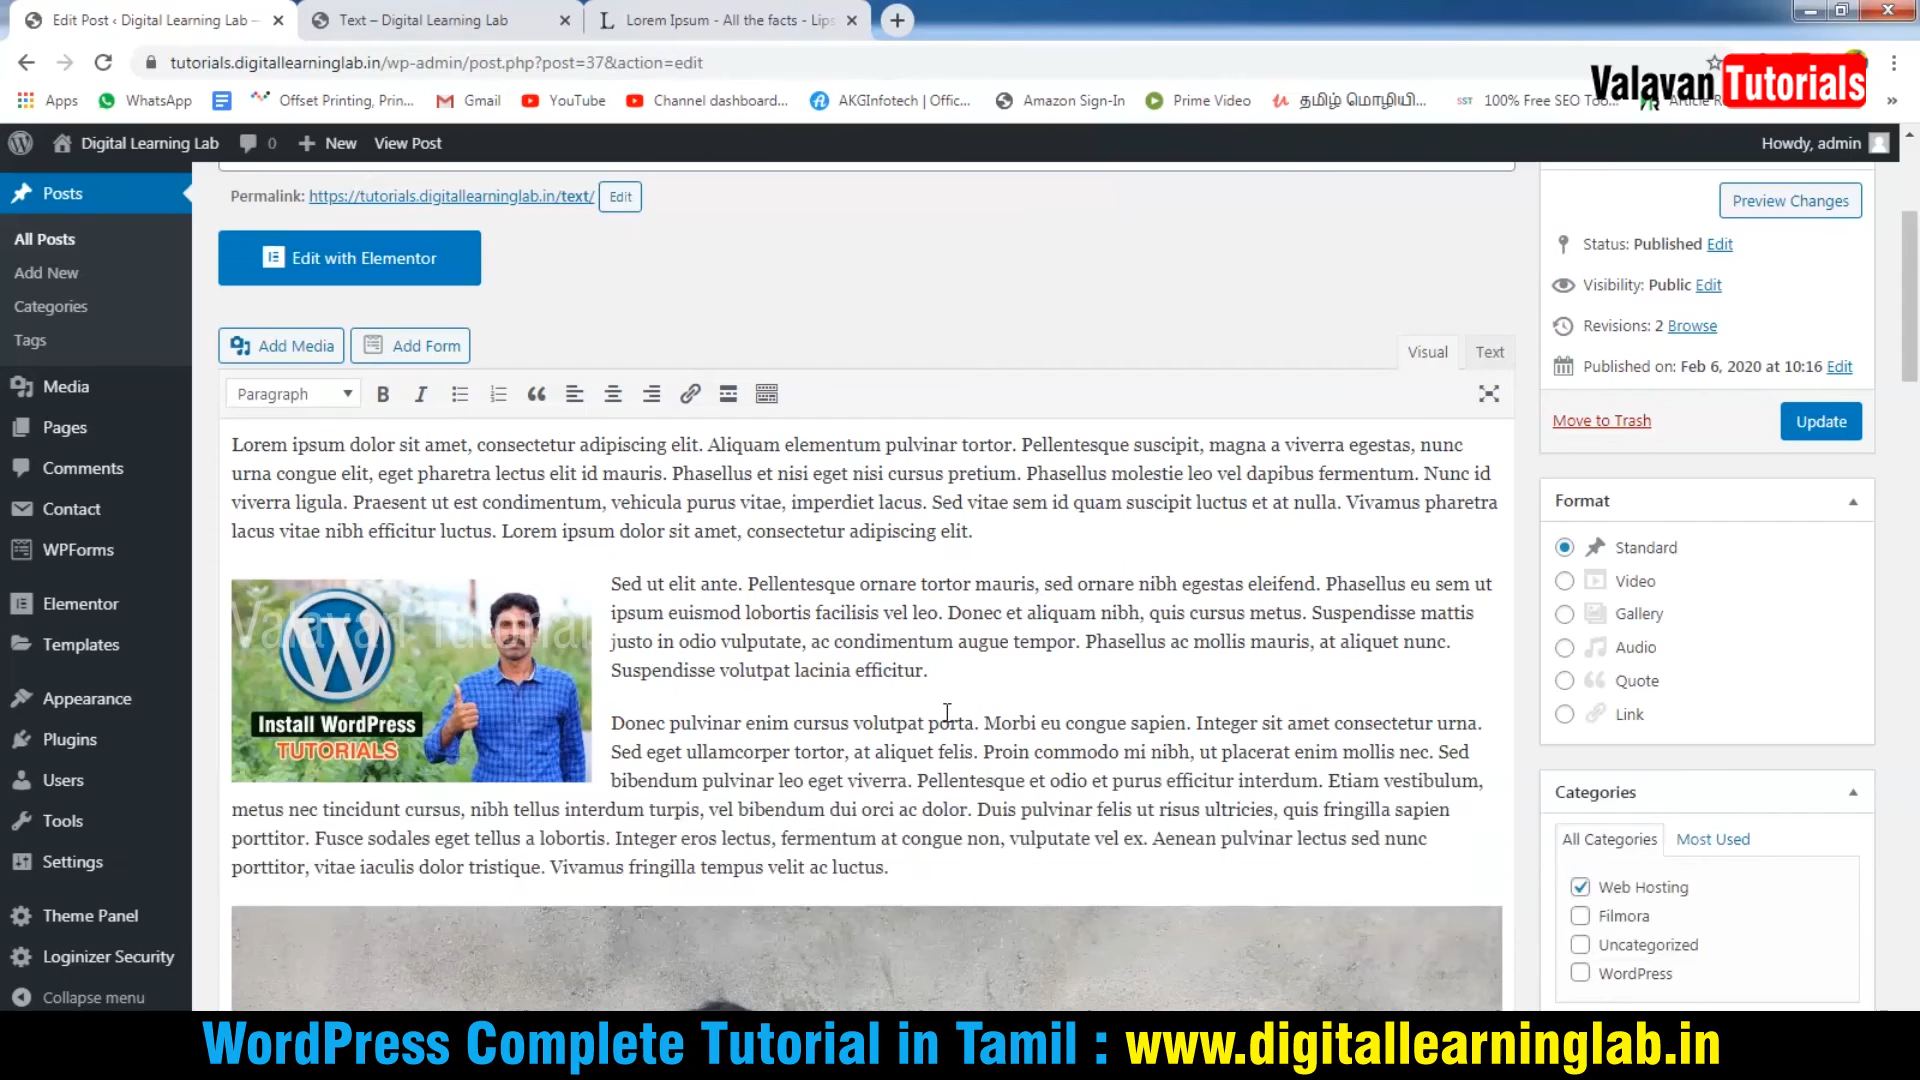 Edit Post ‹ Digital Learning Lab —
Text – Digital Learning Lab
Lorem Ipsum - All the facts - Lips
tutorials.digitallearninglab.in/wp-admin/post.php?post=37&action=edit
Valavan Tutorials
Apps
WhatsApp
Offset Printing, Prin...
Gmail
YouTube
Channel dashboard...
AKGInfotech | Offic...
Amazon Sign-In
Prime Video
தமிழ் மொழியி...
SST 100% Free SEO Too...
Digital Learning Lab
0
New
View Post
Howdy, admin
Posts
All Posts
Add New
Categories
Tags
Media
Pages
Comments
Contact
WPForms
Elementor
Templates
Appearance
Plugins
Users
Tools
Settings
Theme Panel
Loginizer Security
Collapse menu
Permalink: https://tutorials.digitallearninglab.in/text/ Edit
Edit with Elementor
Add Media
Add Form
Visual
Text
Paragraph
Lorem ipsum dolor sit amet, consectetur adipiscing elit. Aliquam elementum pulvinar tortor. Pellentesque suscipit, magna a viverra egestas, nunc
urna congue elit, eget pharetra lectus elit id mauris. Phasellus et nisi eget nisi cursus pretium. Phasellus molestie leo vel dapibus fermentum. Nunc id
viverra ligula. Praesent ut est condimentum, vehicula purus vitae, imperdiet lacus. Sed vitae sem id quam suscipit luctus et at nulla. Vivamus pharetra
lacus vitae nibh efficitur luctus. Lorem ipsum dolor sit amet, consectetur adipiscing elit.
Valavan Tutorials
Install WordPress
TUTORIALS
Sed ut elit ante. Pellentesque ornare tortor mauris, sed ornare nibh egestas eleifend. Phasellus eu sem ut
ipsum euismod lobortis facilisis vel leo. Donec et aliquam nibh, quis cursus metus. Suspendisse mattis
justo in odio vulputate, ac condimentum augue tempor. Phasellus ac mollis mauris, at aliquet nunc.
Suspendisse volutpat lacinia efficitur.
Donec pulvinar enim cursus volutpat porta. Morbi eu congue sapien. Integer sit amet consectetur urna.
Sed eget ullamcorper tortor, at aliquet felis. Proin commodo mi nibh, ut placerat enim mollis nec. Sed
bibendum pulvinar leo eget viverra. Pellentesque et odio et purus efficitur interdum. Etiam vestibulum,
metus nec tincidunt cursus, nibh tellus interdum turpis, vel bibendum dui orci ac dolor. Duis pulvinar felis ut risus ultricies, quis fringilla sapien
porttitor. Fusce sodales eget tellus a lobortis. Integer eros lectus, fermentum at congue non, vulputate vel ex. Aenean pulvinar lectus sed nunc
porttitor, vitae iaculis dolor tristique. Vivamus fringilla tempus velit ac luctus.
Preview Changes
Status: Published Edit
Visibility: Public Edit
Revisions: 2 Browse
Published on: Feb 6, 2020 at 10:16 Edit
Move to Trash
Update
Format
Standard
Video
Gallery
Audio
Quote
Link
Categories
All Categories
Most Used
Web Hosting
Filmora
Uncategorized
WordPress
WordPress Complete Tutorial in Tamil : www.digitallearninglab.in